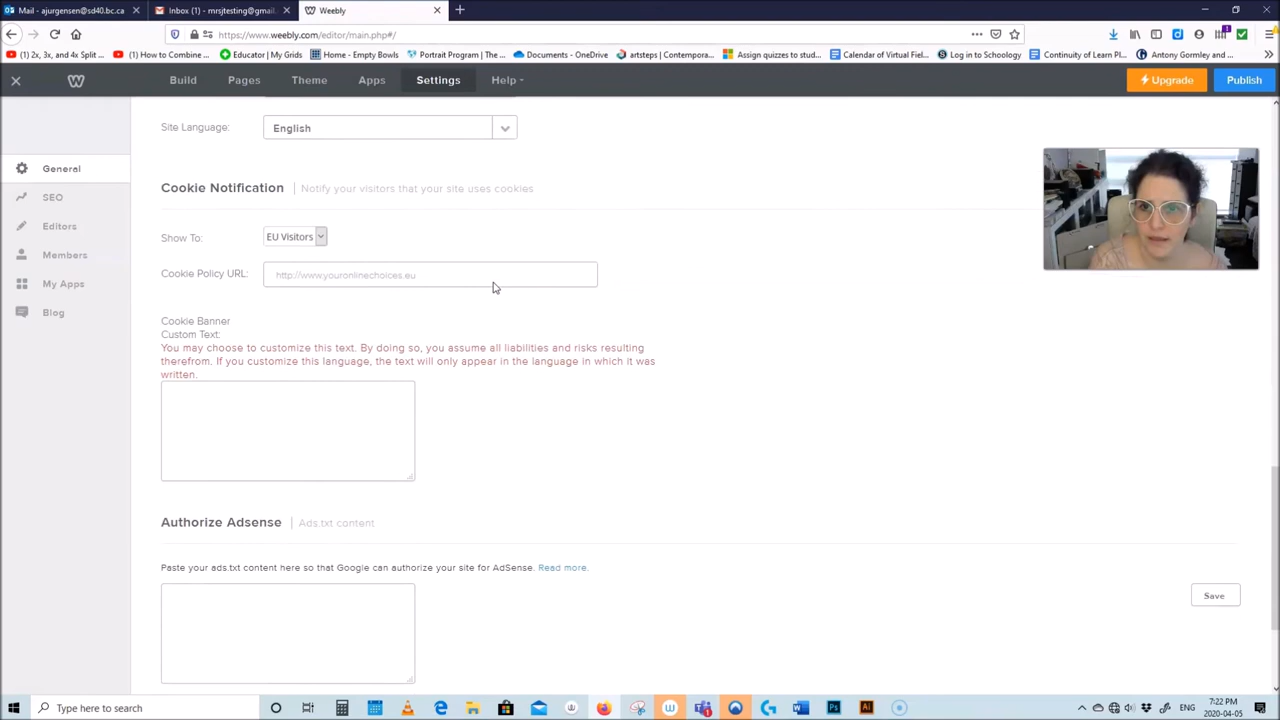 Mail - ajurgensen@sd40.bc.ca
Inbox (1) - mrsjtesting@gmail.
Weebly
https://www.weebly.com/editor/main.php#/
(1) 2x, 3x, and 4x Split ...
(1) How to Combine ...
Educator | My Grids
Home - Empty Bowls
Portrait Program | The ...
Documents - OneDrive
artsteps | Contempora...
Assign quizzes to stud...
Calendar of Virtual Fiel...
Log in to Schoology
Continuity of Learn Pl...
Antony Gormley and ...
Build
Pages
Theme
Apps
Settings
Help
Upgrade
Publish
General
SEO
Editors
Members
My Apps
Blog
Site Language:
English
Cookie Notification
Notify your visitors that your site uses cookies
Show To:
EU Visitors
Cookie Policy URL:
http://www.youronlinechoices.eu
Cookie Banner
Custom Text:
You may choose to customize this text. By doing so, you assume all liabilities and risks resulting
therefrom. If you customize this language, the text will only appear in the language in which it was
written.
Authorize Adsense
Ads.txt content
Paste your ads.txt content here so that Google can authorize your site for AdSense. Read more.
Save
Type here to search
ENG
7:22 PM
2020-04-05